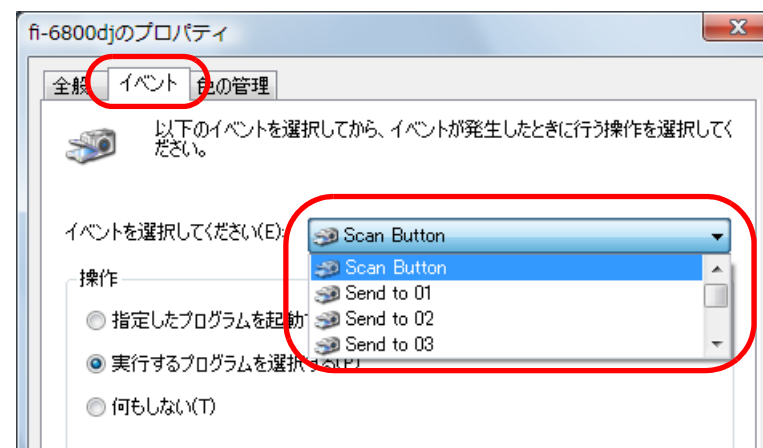 fi-6800djのプロパティ
全般 イベント 色の管理
以下のイベントを選択してから、イベントが発生したときに行う操作を選択してく
ださい。
イベントを選択してください(E): Scan Button
Scan Button
操作
Send to 01
指定したプログラムを起動 Send to 02
Send to 03
実行するプログラムを選択する(P)
何もしない(T)